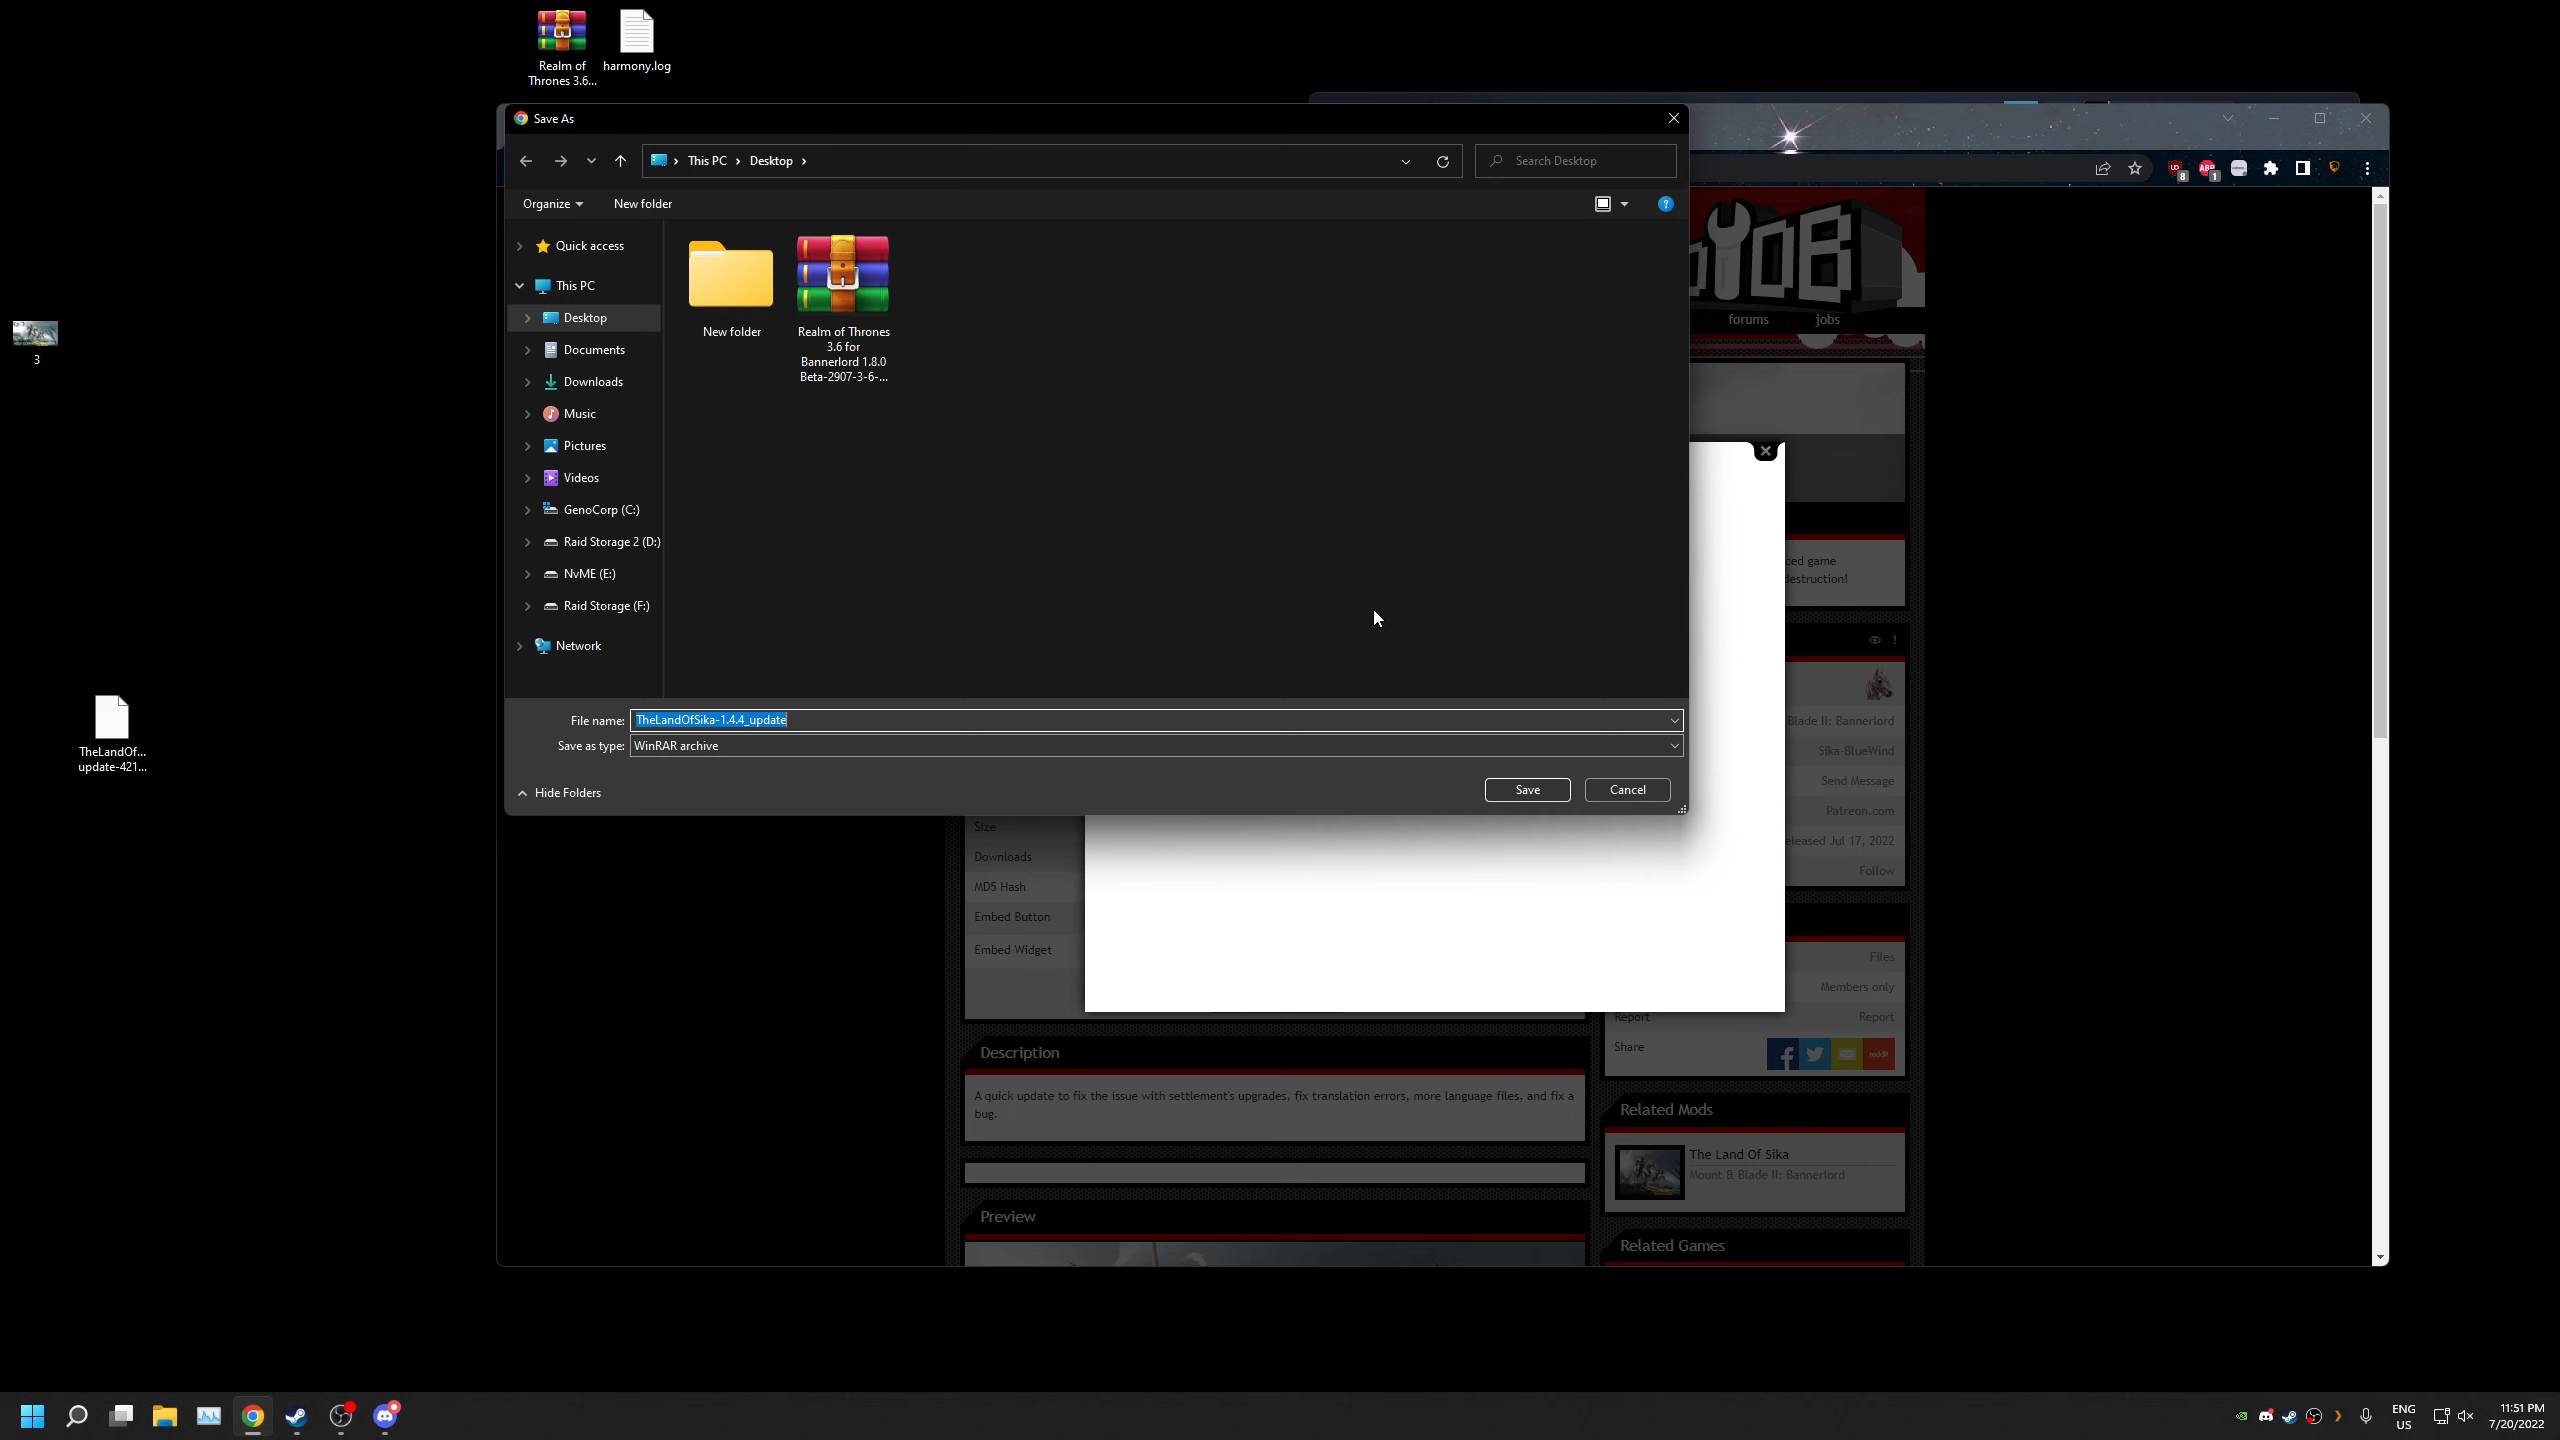 Realm of
Thrones 3.6...
harmony.log
Save As
This PC
Desktop
Search Desktop
Organize
New folder
Quick access
This PC
Desktop
Documents
Downloads
Music
Pictures
Videos
GenoCorp (C:)
Raid Storage 2 (D:)
NvME (E:)
Raid Storage (F:)
Network
New folder
Realm of Thrones
3.6 for
Bannerlord 1.8.0
Beta-2907-3-6-...
File name:
TheLandOfSika-1.4.4_update
Save as type:
WinRAR archive
Hide Folders
Save
Cancel
3
TheLandOf...
update-421...
8
ABP
1
forums
jobs
ced game
destruction!
Blade II: Bannerlord
Sika-BlueWind
Send Message
Patreon.com
eleased Jul 17, 2022
Follow
Size
Downloads
MD5 Hash
Embed Button
Embed Widget
Files
Members only
Report
Report
Share
reddit
Description
A quick update to fix the issue with settlement's upgrades, fix translation errors, more language files, and fix a
bug.
Preview
Related Mods
The Land Of Sika
Mount & Blade II: Bannerlord
Related Games
ENG
US
11:51 PM
7/20/2022